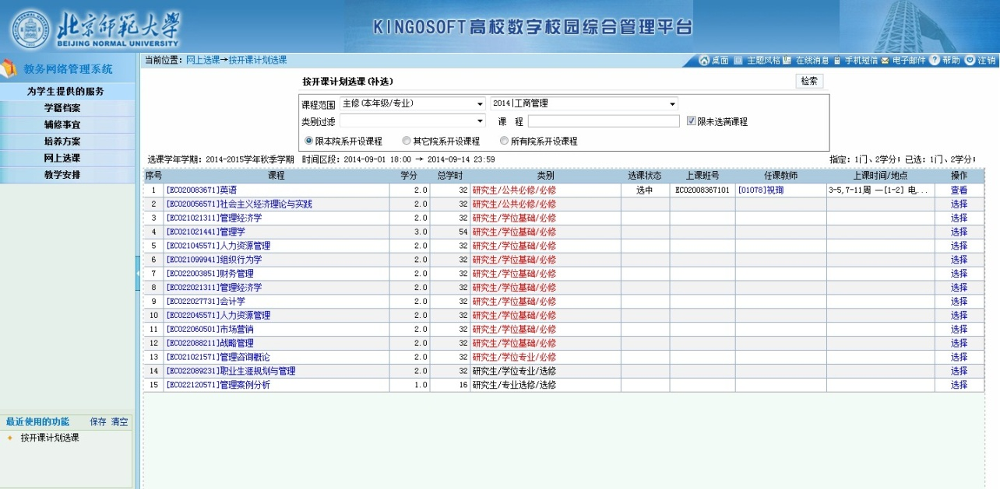 北京师范大学
BEIJING NORMAL UNIVERSITY
KINGOSOFT高校数字校园综合管理平台
教务网络管理系统
为学生提供的服务
学籍档案
辅修事宜
培养方案
网上选课
教学安排
最近使用的功能 保存 清空
按开课计划选课
当前位置：网上选课→按开课计划选课
桌面 主题风格 在线消息 手机短信 电子邮件 帮助 注销
按开课计划选课(补选)
检索
课程范围 主修(本年级/专业) 2014|工商管理
类别过滤 课 程 限未选满课程
限本院系开设课程 其它院系开设课程 所有院系开设课程
选课学年学期：2014-2015学年秋季学期 时间区段：2014-09-01 18:00 → 2014-09-14 23:59
指定：1门、2学分；已选：1门、2学分；
序号 课程 学分 总学时 类别 选课状态 上课班号 任课教师 上课时间/地点 操作
1 [EC020083671]英语 2.0 32 研究生/公共必修/必修 选中 EC02008367101 [01078]祝珣 3-5,7-11周 一[1-2] 电... 查看
2 [EC020056571]社会主义经济理论与实践 2.0 32 研究生/公共必修/必修 选择
3 [EC021021311]管理经济学 2.0 32 研究生/学位基础/必修 选择
4 [EC021021441]管理学 3.0 54 研究生/学位基础/必修 选择
5 [EC021045571]人力资源管理 2.0 32 研究生/学位基础/必修 选择
6 [EC021099941]组织行为学 2.0 32 研究生/学位基础/必修 选择
7 [EC022003851]财务管理 2.0 32 研究生/学位基础/必修 选择
8 [EC022021311]管理经济学 2.0 32 研究生/学位基础/必修 选择
9 [EC022027731]会计学 2.0 32 研究生/学位基础/必修 选择
10 [EC022045571]人力资源管理 2.0 32 研究生/学位基础/必修 选择
11 [EC022060501]市场营销 2.0 32 研究生/学位基础/必修 选择
12 [EC022088211]战略管理 2.0 32 研究生/学位基础/必修 选择
13 [EC021021571]管理咨询概论 2.0 32 研究生/学位专业/必修 选择
14 [EC022089231]职业生涯规划与管理 2.0 32 研究生/学位专业/选修 选择
15 [EC022120571]管理案例分析 1.0 16 研究生/专业选修/选修 选择